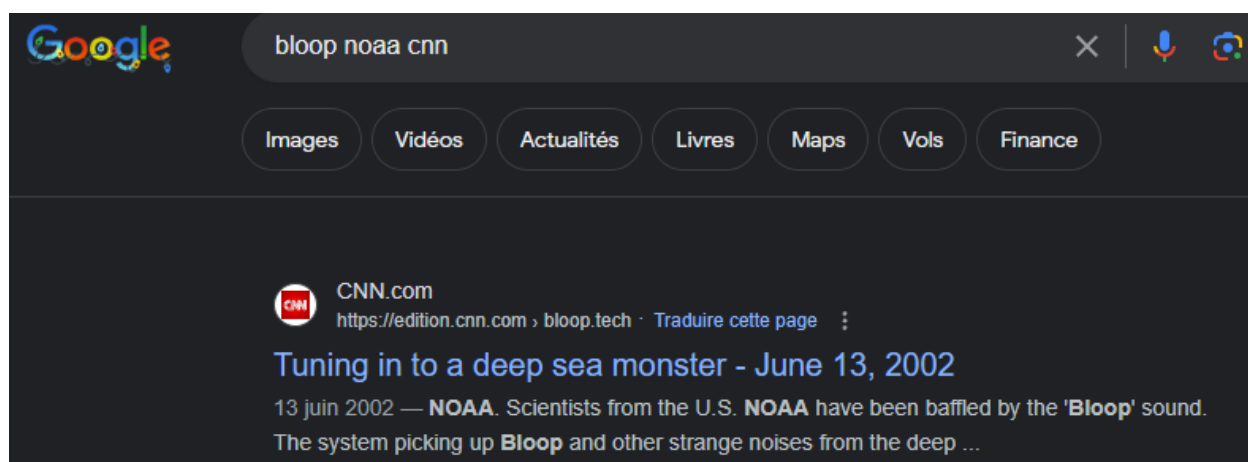 Google
bloop noaa cnn
Images Vidéos Actualités Livres Maps Vols Finance
CNN
CNN.com
https://edition.cnn.com › bloop.tech · Traduire cette page
Tuning in to a deep sea monster - June 13, 2002
13 juin 2002 — NOAA. Scientists from the U.S. NOAA have been baffled by the 'Bloop' sound.
The system picking up Bloop and other strange noises from the deep ...